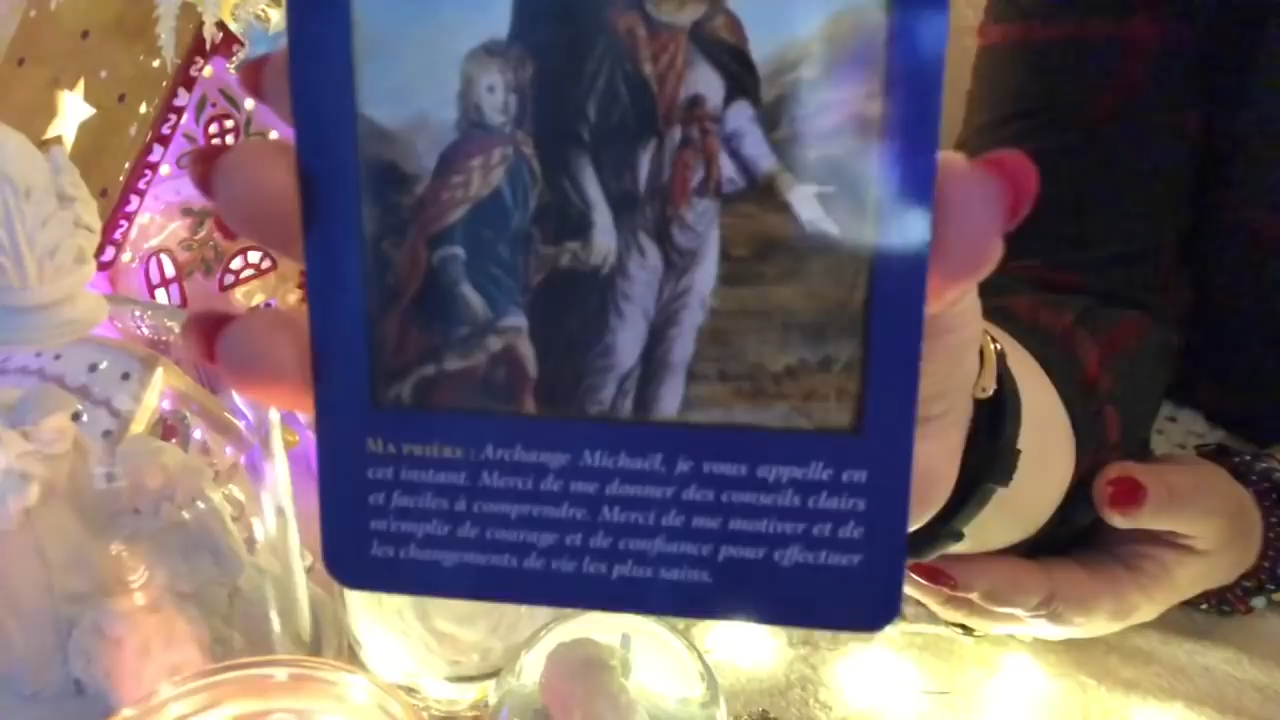 MA PRIÈRE : Archange Michaël, je vous appelle en
cet instant. Merci de me donner des conseils clairs
et faciles à comprendre. Merci de me motiver et de
m'emplir de courage et de confiance pour effectuer
les changements de vie les plus sains.